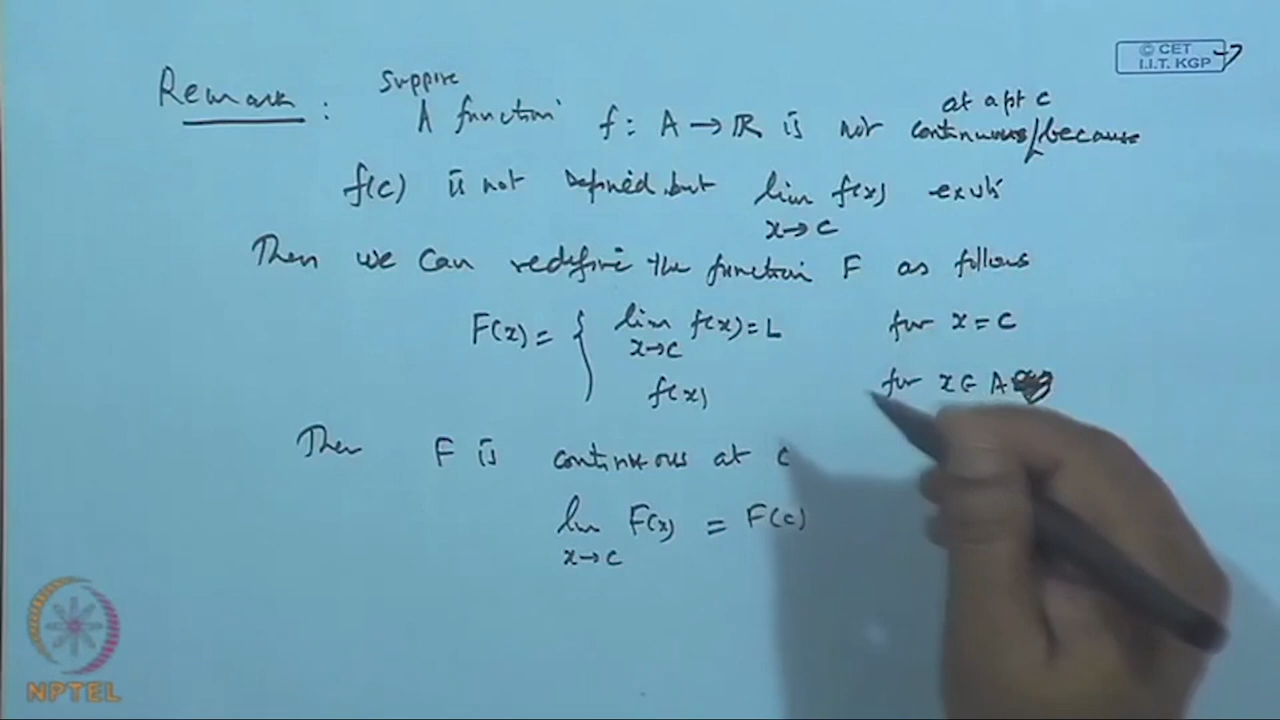 © CET
I.I.T. KGP
Remark : Suppose A function f : A → ℝ is not continuous at a pt c / because
f(c) is not defined but lim f(x) exists
x→c
Then we can redefine the function F as follows
F(x) = { lim f(x) = L for x = c
x→c
f(x) for x ∈ A
Then F is continuous at c
lim F(x) = F(c)
x→c
NPTEL